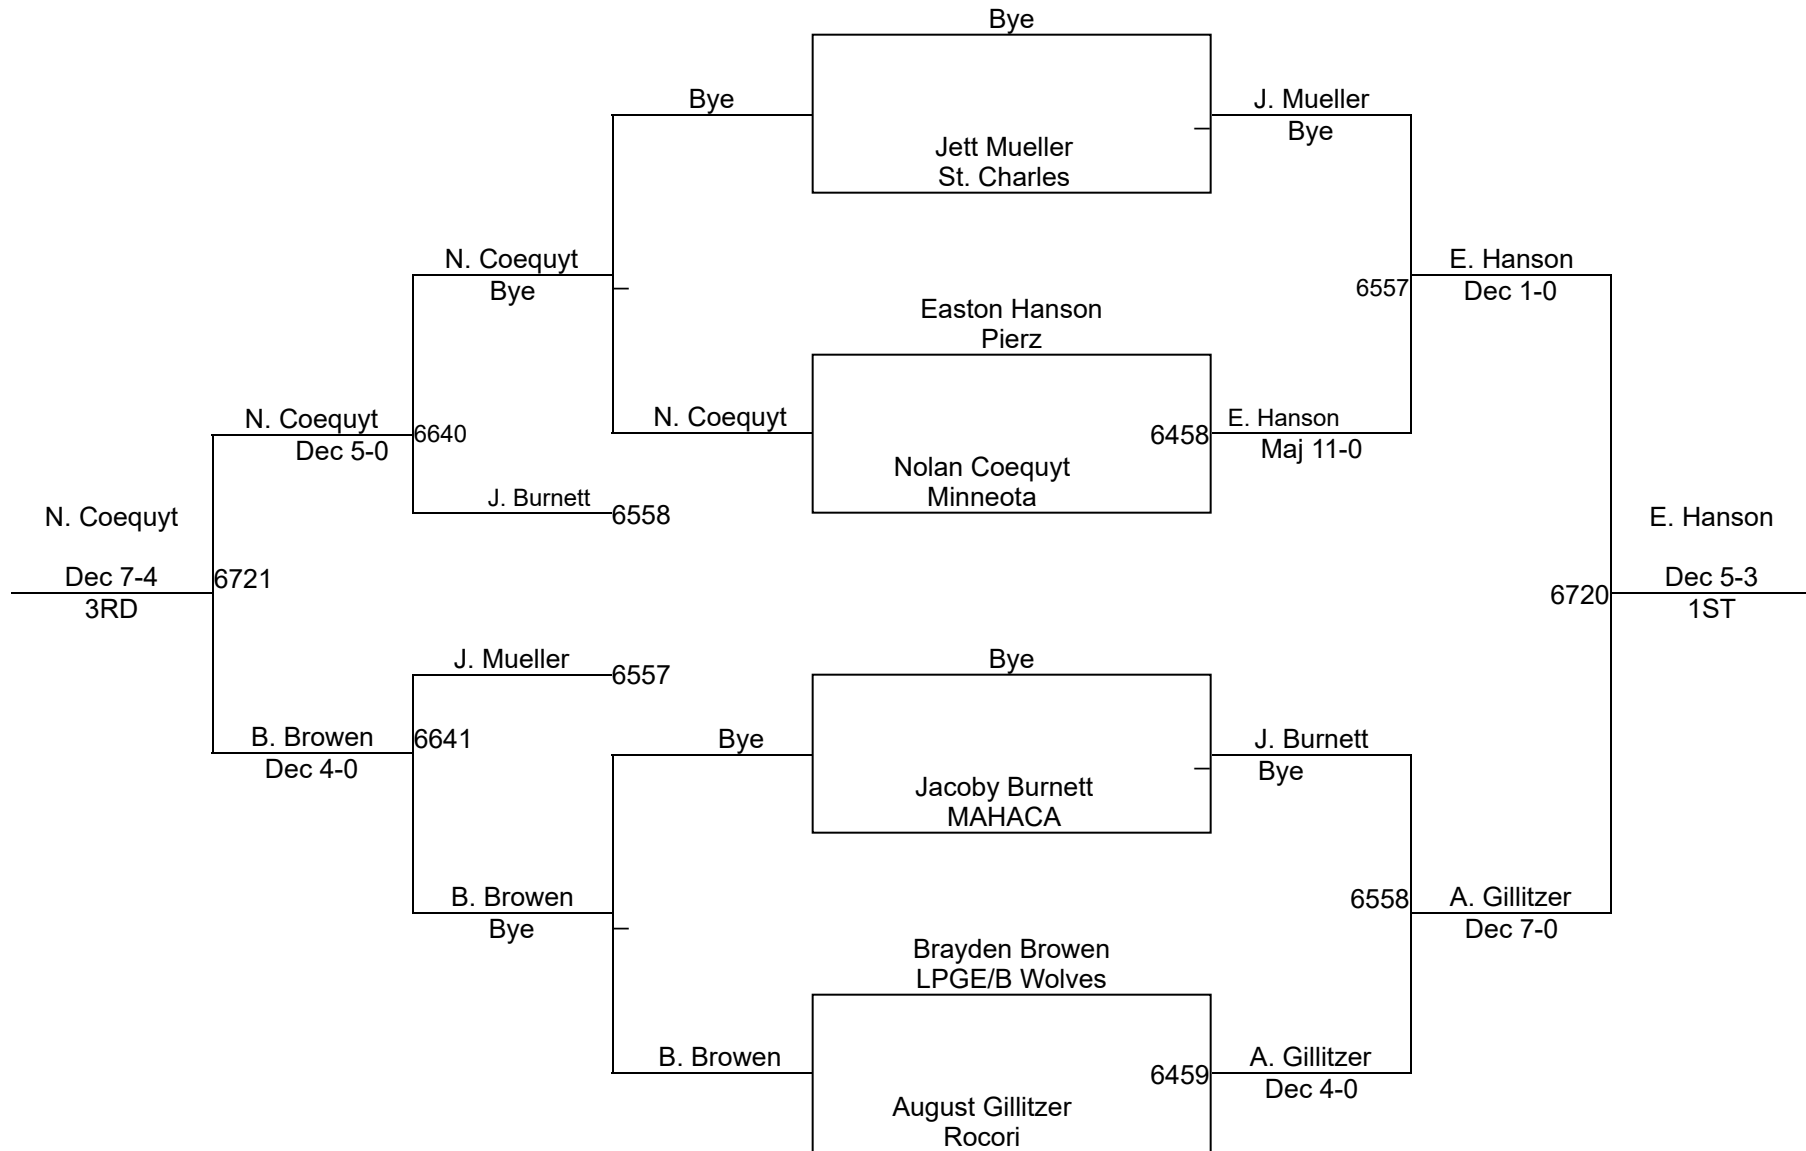 Bye
Bye
J. Mueller
Bye
Jett Mueller
St. Charles
N. Coequyt
Bye
E. Hanson
6557
Dec 1-0
Easton Hanson
Pierz
N. Coequyt
6640
Dec 5-0
N. Coequyt
6458
E. Hanson
Maj 11-0
Nolan Coequyt
Minneota
J. Burnett
6558
N. Coequyt
E. Hanson
Dec 7-4
6721
3RD
6720
Dec 5-3
1ST
J. Mueller
6557
Bye
B. Browen
6641
Dec 4-0
Bye
J. Burnett
Bye
Jacoby Burnett
MAHACA
B. Browen
Bye
6558
A. Gillitzer
Dec 7-0
Brayden Browen
LPGE/B Wolves
B. Browen
6459
A. Gillitzer
Dec 4-0
August Gillitzer
Rocori